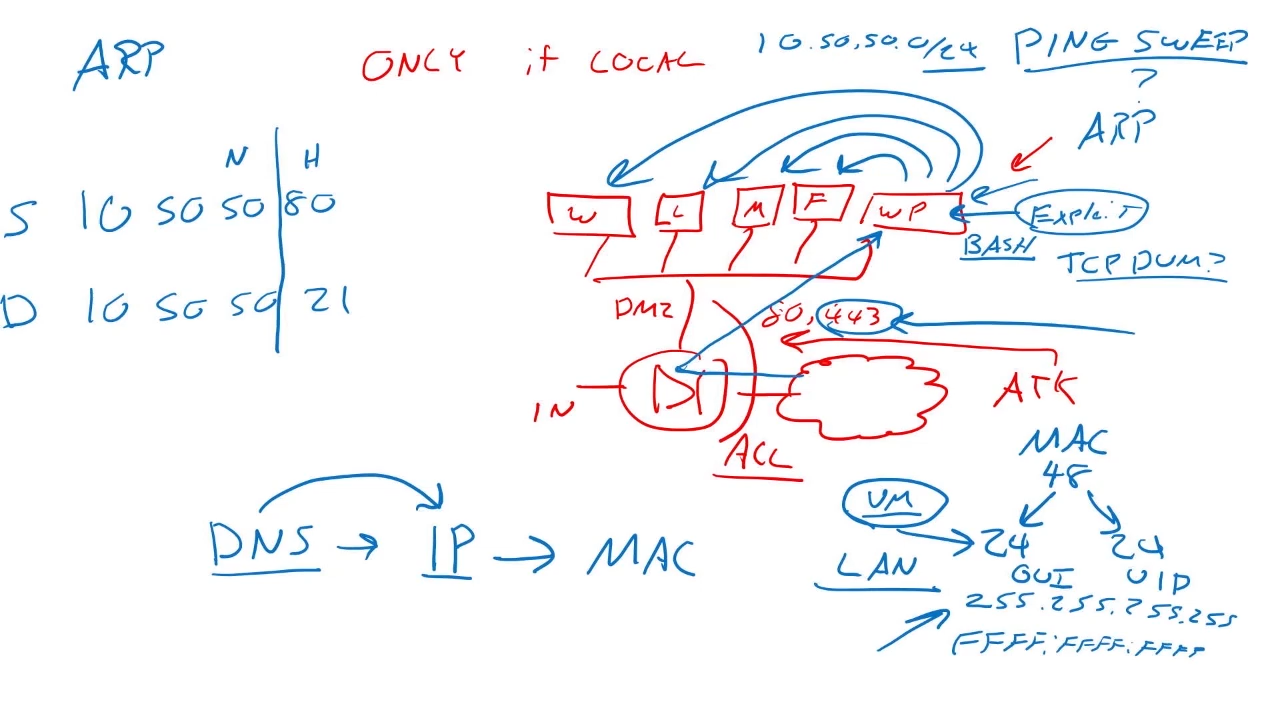 ARP
ONLY if LOCAL
10.50.50.0/24
PING SWEEP
?
ARP
N H
S 10 50 50 80
D 10 50 50 21
W L M F WP
Exploit
BASH
TCP DUM?
DMZ
80, 443
IN
ATK
ACL
MAC
48
VM
24 24
OUI UID
LAN
255.255.255.255
FFFF:FFFF:FFFF
DNS → IP → MAC